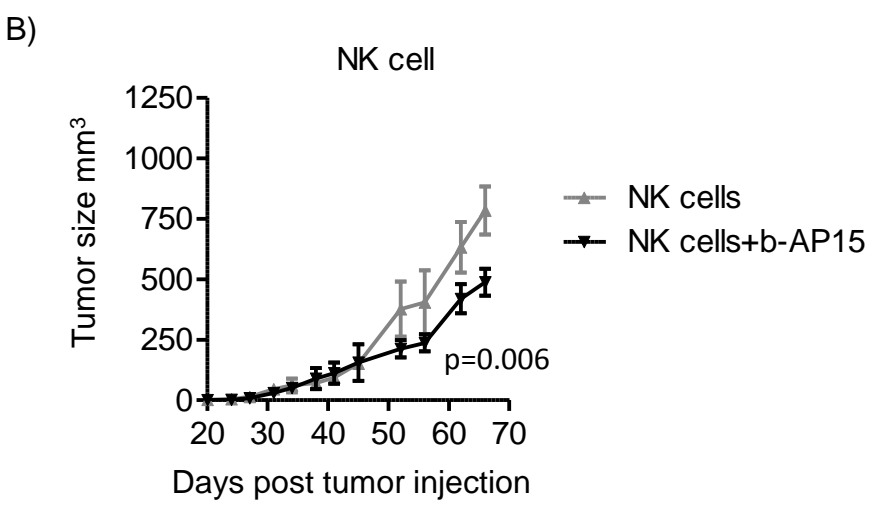 B)
NK cell
1250
1000
750
500
250
0
Tumor size mm³
20 30 40 50 60 70
Days post tumor injection
p=0.006
NK cells
NK cells+b-AP15